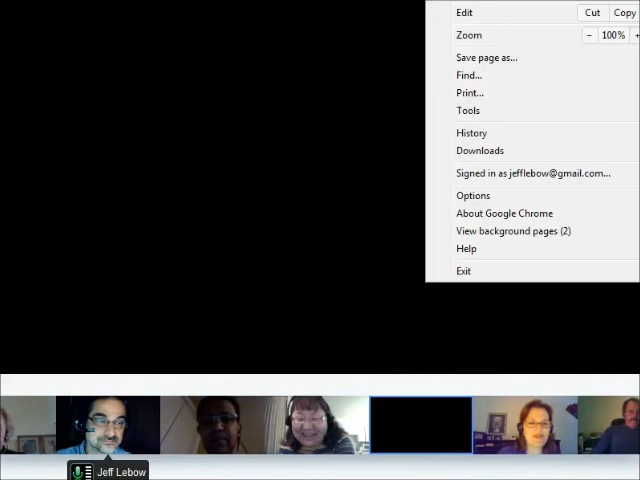 Edit Cut Copy
Zoom − 100% +
Save page as...
Find...
Print...
Tools
History
Downloads
Signed in as jefflebow@gmail.com...
Options
About Google Chrome
View background pages (2)
Help
Exit
Jeff Lebow